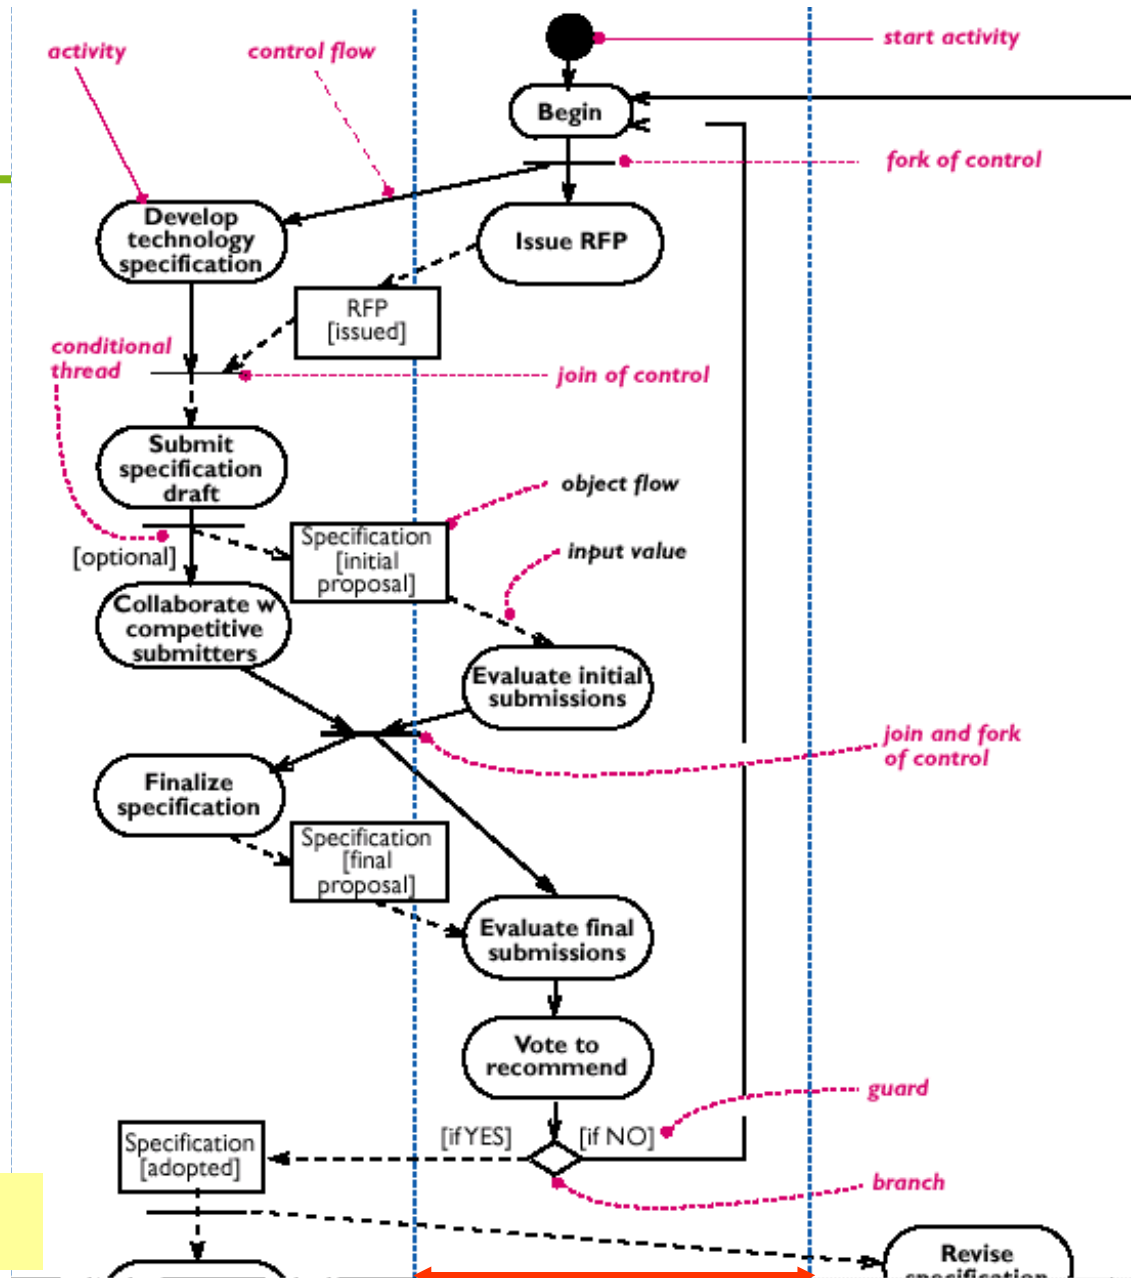 activity
control flow
start activity
Begin
fork of control
Develop
technology
specification
Issue RFP
RFP
[issued]
conditional
thread
join of control
Submit
specification
draft
object flow
Specification
[initial
proposal]
[optional]
input value
Collaborate w
competitive
submitters
Evaluate initial
submissions
join and fork
of control
Finalize
specification
Specification
[final
proposal]
Evaluate final
submissions
Vote to
recommend
guard
[if YES]
[if NO]
Specification
[adopted]
branch
Revise
specification